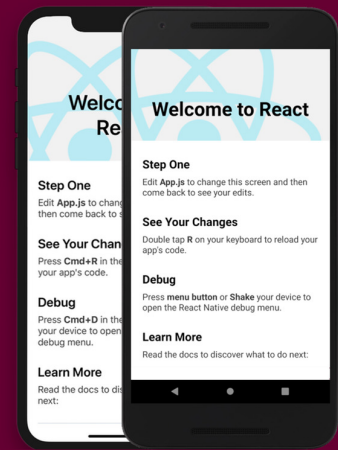 Welco
Re
Step One
Edit App.js to chang
then come back to s
See Your Chan
Press Cmd+R in the
your app's code.
Debug
Press Cmd+D in the
your device to open
debug menu.
Learn More
Read the docs to dis
next:
Welcome to React
Step One
Edit App.js to change this screen and then
come back to see your edits.
See Your Changes
Double tap R on your keyboard to reload your
app's code.
Debug
Press menu button or Shake your device to
open the React Native debug menu.
Learn More
Read the docs to discover what to do next: